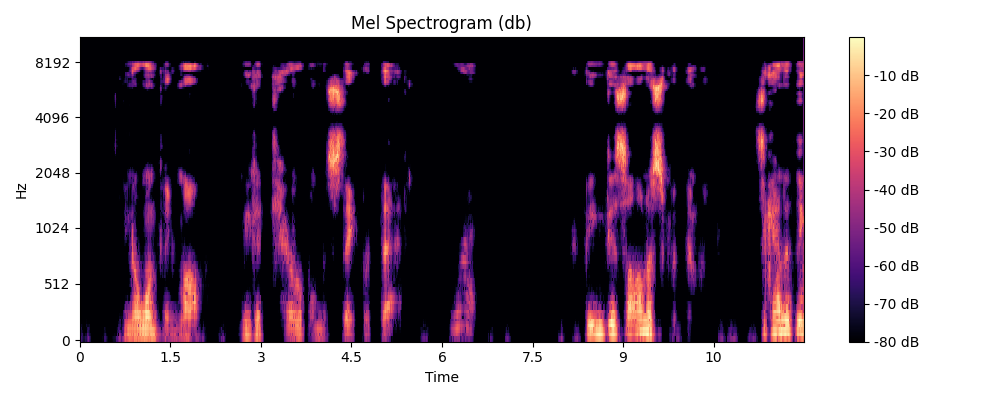 Mel Spectrogram (db)
8192
4096
2048
1024
512
0
Hz
0 1.5 3 4.5 6 7.5 9 10
Time
-10 dB
-20 dB
-30 dB
-40 dB
-50 dB
-60 dB
-70 dB
-80 dB